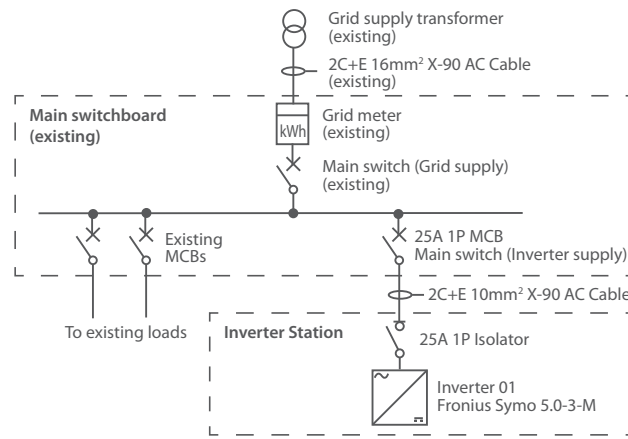 Grid supply transformer
(existing)
2C+E 16mm² X-90 AC Cable
(existing)
Main switchboard
(existing)
kWh
Grid meter
(existing)
Main switch (Grid supply)
(existing)
Existing
MCBs
25A 1P MCB
Main switch (Inverter supply)
2C+E 10mm² X-90 AC Cable
To existing loads
Inverter Station
25A 1P Isolator
Inverter 01
Fronius Symo 5.0-3-M